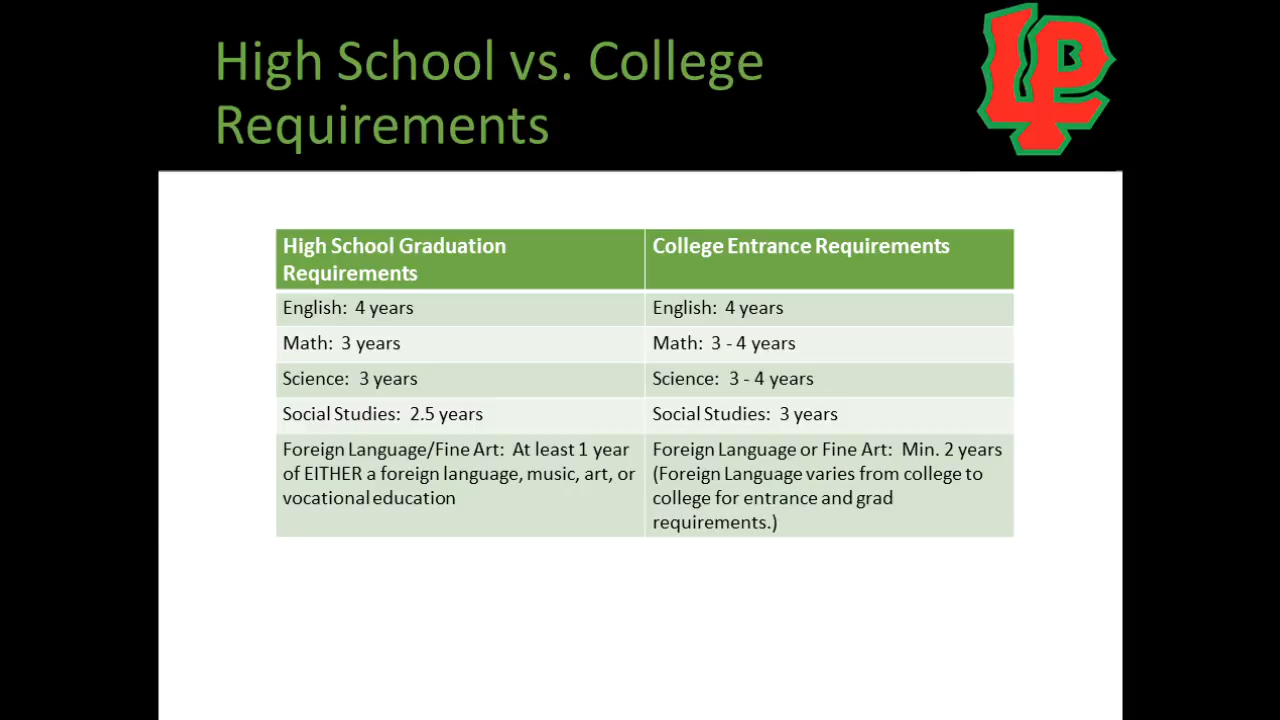 High School vs. College
Requirements
LP
B
High School Graduation
Requirements
College Entrance Requirements
English: 4 years
English: 4 years
Math: 3 years
Math: 3 - 4 years
Science: 3 years
Science: 3 - 4 years
Social Studies: 2.5 years
Social Studies: 3 years
Foreign Language/Fine Art: At least 1 year
of EITHER a foreign language, music, art, or
vocational education
Foreign Language or Fine Art: Min. 2 years
(Foreign Language varies from college to
college for entrance and grad
requirements.)